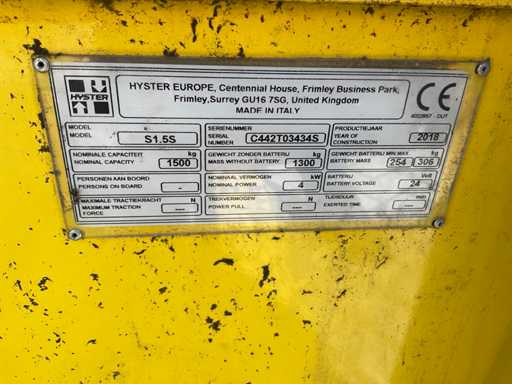 HYSTER
HYSTER EUROPE, Centennial House, Frimley Business Park,
Frimley,Surrey GU16 7SG, United Kingdom
MADE IN ITALY
CE
4022857 - DUT
MODEL
MODEL
S1.5S
SERIENUMMER
SERIAL
NUMBER
C442T03434S
PRODUCTIEJAAR
YEAR OF
CONSTRUCTION
2018
NOMINALE CAPACITEIT kg
NOMINAL CAPACITY
1500
GEWICHT ZONDER BATTERIJ kg
MASS WITHOUT BATTERY
1300
GEWICHT BATTERIJ MIN MAX kg
BATTERY MASS
254 306
PERSONEN AAN BOORD
PERSONS ON BOARD
-
NOMINAAL VERMOGEN kW
NOMINAL POWER
4
BATTERIJ Volt
BATTERY VOLTAGE
24
MAXIMALE TRACTIEKRACHT N
MAXIMUM TRACTION
FORCE
---
TREKVERMOGEN N
POWER PULL
---
TIJDSDUUR min
EXERTED TIME
---